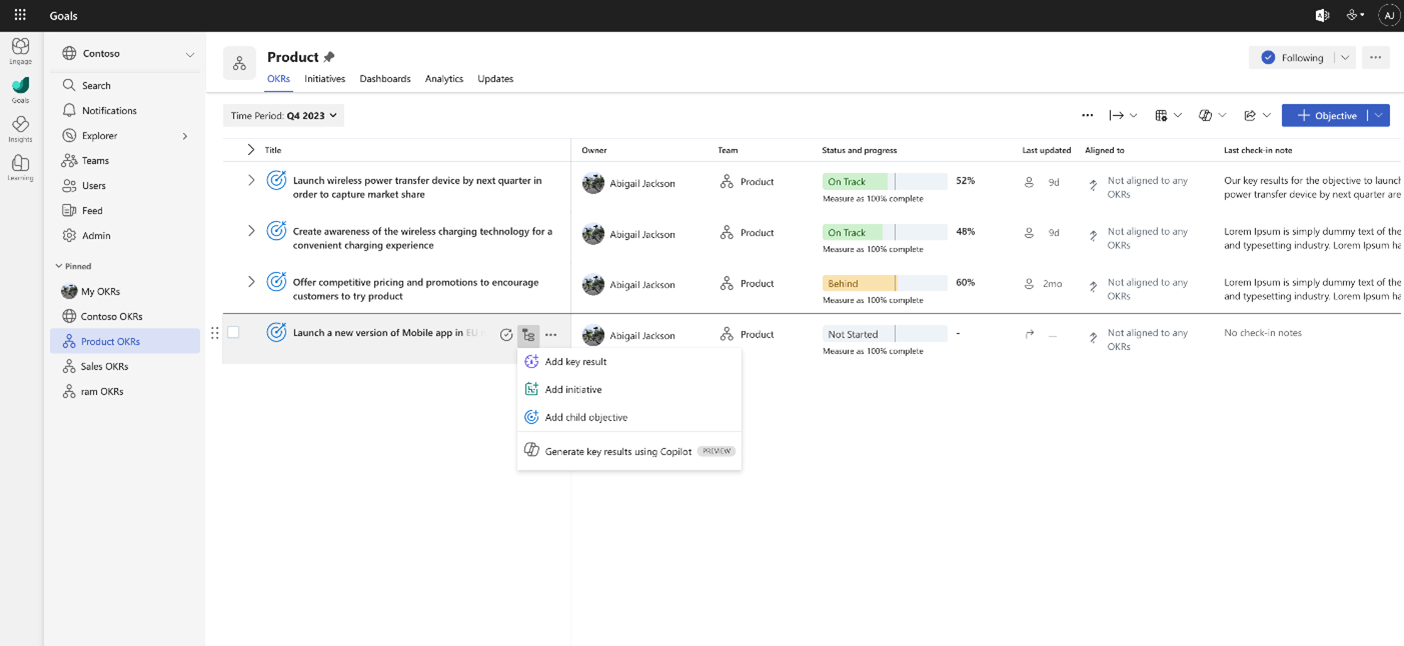 Goals
AJ
Engage
Goals
Insights
Learning
Contoso
Search
Notifications
Explorer
Teams
Users
Feed
Admin
Pinned
My OKRs
Contoso OKRs
Product OKRs
Sales OKRs
ram OKRs
Product
Following
OKRs Initiatives Dashboards Analytics Updates
Time Period: Q4 2023
Objective
Title Owner Team Status and progress Last updated Aligned to Last check-in note
Launch wireless power transfer device by next quarter in
order to capture market share
Abigail Jackson
Product
On Track
52%
Measure as 100% complete
9d
Not aligned to any
OKRs
Our key results for the objective to launch
power transfer device by next quarter are
Create awareness of the wireless charging technology for a
convenient charging experience
Abigail Jackson
Product
On Track
48%
Measure as 100% complete
9d
Not aligned to any
OKRs
Lorem Ipsum is simply dummy text of the
and typesetting industry. Lorem Ipsum ha
Offer competitive pricing and promotions to encourage
customers to try product
Abigail Jackson
Product
Behind
60%
Measure as 100% complete
2mo
Not aligned to any
OKRs
Lorem Ipsum is simply dummy text of the
and typesetting industry. Lorem Ipsum ha
Launch a new version of Mobile app in EU
Abigail Jackson
Product
Not Started
-
Measure as 100% complete
Not aligned to any
OKRs
No check-in notes
Add key result
Add initiative
Add child objective
Generate key results using Copilot PREVIEW